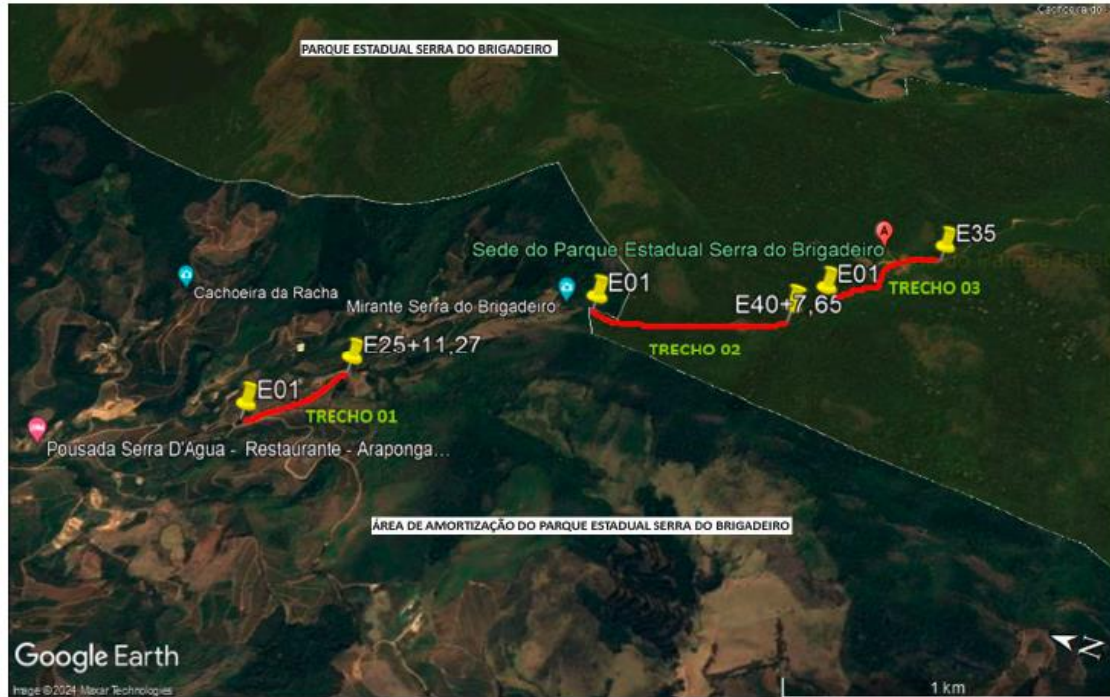 Cachoeira do
PARQUE ESTADUAL SERRA DO BRIGADEIRO
E35
Sede do Parque Estadual Serra do Brigadeiro
A
E01
E01
TRECHO 03
Cachoeira da Racha
Mirante Serra do Brigadeiro
E40+7,65
TRECHO 02
E25+11,27
E01
TRECHO 01
Pousada Serra D'Agua - Restaurante - Araponga...
ÁREA DE AMORTIZAÇÃO DO PARQUE ESTADUAL SERRA DO BRIGADEIRO
N
Google Earth
Image © 2024 Maxar Technologies
1 km